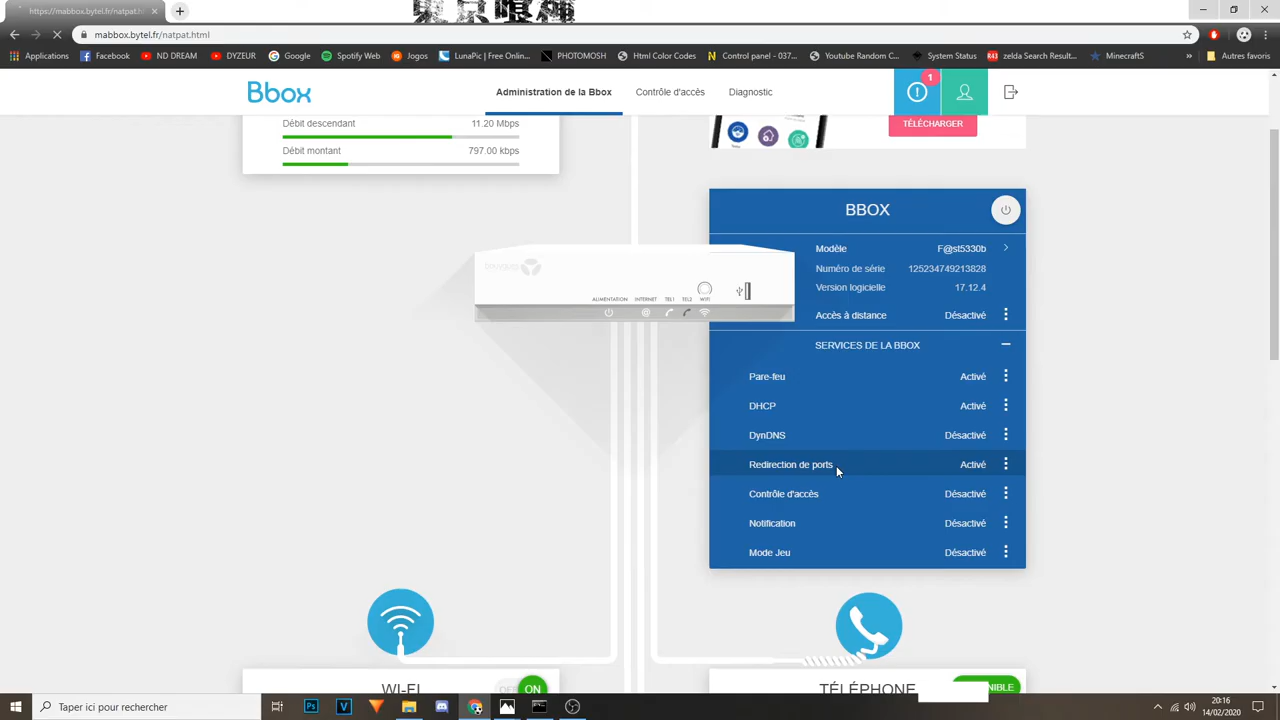 https://mabbox.bytel.fr/natpat.h
mabbox.bytel.fr/natpat.html
Applications
Facebook
ND DREAM
DYZEUR
Google
Spotify Web
Jogos
LunaPic | Free Onlin...
PHOTOMOSH
Html Color Codes
Control panel - 037...
Youtube Random C...
System Status
zelda Search Result...
MinecraftS
»
Autres favoris
Bbox
Administration de la Bbox
Contrôle d'accès
Diagnostic
1
Débit descendant 11.20 Mbps
Débit montant 797.00 kbps
TÉLÉCHARGER
BBOX
Modèle F@st5330b
Numéro de série 125234749213828
Version logicielle 17.12.4
Accès à distance Désactivé
SERVICES DE LA BBOX
Pare-feu Activé
DHCP Activé
DynDNS Désactivé
Redirection de ports Activé
Contrôle d'accès Désactivé
Notification Désactivé
Mode Jeu Désactivé
ALIMENTATION INTERNET TEL1 TEL2 WIFI
WI-FI
ON
TÉLÉPHONE
Taper ici pour rechercher
20:16
14/02/2020